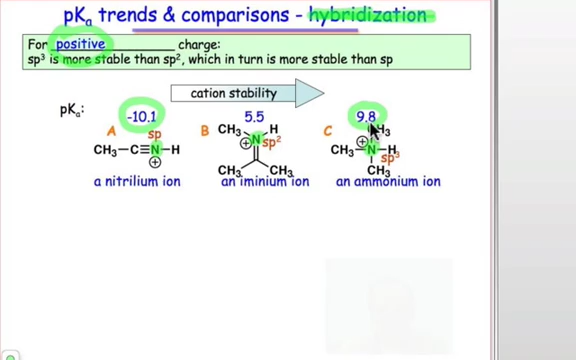 pKa trends & comparisons - hybridization
For positive charge:
sp3 is more stable than sp2, which in turn is more stable than sp
cation stability
pKa: -10.1 5.5 9.8
A sp B CH3 H C H3
N sp2 ⊕
CH3—C≡N—H CH3—N—H
⊕ sp3
CH3 CH3 CH3
a nitrilium ion an iminium ion an ammonium ion